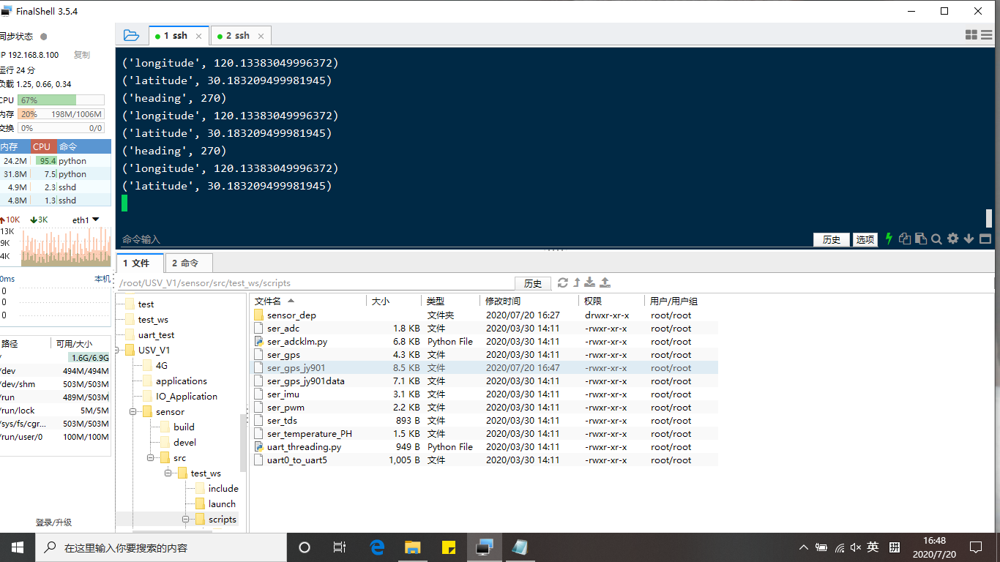 FinalShell 3.5.4
同步状态
IP 192.168.8.100 复制
运行 24 分
负载 1.25, 0.66, 0.34
CPU 67%
内存 20% 198M/1006M
交换 0% 0/0
内存 CPU 命令
24.2M 95.4 python
31.8M 7.5 python
4.9M 2.3 sshd
4.8M 1.3 sshd
10K 3K eth1
13K
9K
4K
0ms 本机
0
0
0
路径 可用/大小
/ 1.6G/6.9G
/dev 494M/494M
/dev/shm 503M/503M
/run 489M/503M
/run/lock 5M/5M
/sys/fs/cgr... 503M/503M
/run/user/0 100M/100M
登录/升级
1 ssh 2 ssh
('longitude', 120.13383049996372)
('latitude', 30.183209499981945)
('heading', 270)
('longitude', 120.13383049996372)
('latitude', 30.183209499981945)
('heading', 270)
('longitude', 120.13383049996372)
('latitude', 30.183209499981945)
命令输入 历史 选项
1 文件 2 命令
/root/USV_V1/sensor/src/test_ws/scripts 历史
test
test_ws
uart_test
USV_V1
4G
applications
IO_Application
sensor
build
devel
src
test_ws
include
launch
scripts
文件名 大小 类型 修改时间 权限 用户/用户组
sensor_dep 文件夹 2020/07/20 16:27 drwxr-xr-x root/root
ser_adc 1.8 KB 文件 2020/03/30 14:11 -rwxr-xr-x root/root
ser_adcklm.py 6.8 KB Python File 2020/03/30 14:11 -rwxr-xr-x root/root
ser_gps 4.3 KB 文件 2020/03/30 14:11 -rwxr-xr-x root/root
ser_gps_jy901 8.5 KB 文件 2020/07/20 16:47 -rwxr-xr-x root/root
ser_gps_jy901data 7.1 KB 文件 2020/03/30 14:11 -rwxr-xr-x root/root
ser_imu 3.1 KB 文件 2020/03/30 14:11 -rwxr-xr-x root/root
ser_pwm 2.2 KB 文件 2020/03/30 14:11 -rwxr-xr-x root/root
ser_tds 893 B 文件 2020/03/30 14:11 -rwxr-xr-x root/root
ser_temperature_PH 1.5 KB 文件 2020/03/30 14:11 -rwxr-xr-x root/root
uart_threading.py 949 B Python File 2020/03/30 14:11 -rwxr-xr-x root/root
uart0_to_uart5 1,005 B 文件 2020/03/30 14:11 -rwxr-xr-x root/root
在这里输入你要搜索的内容
英 拼
16:48
2020/7/20